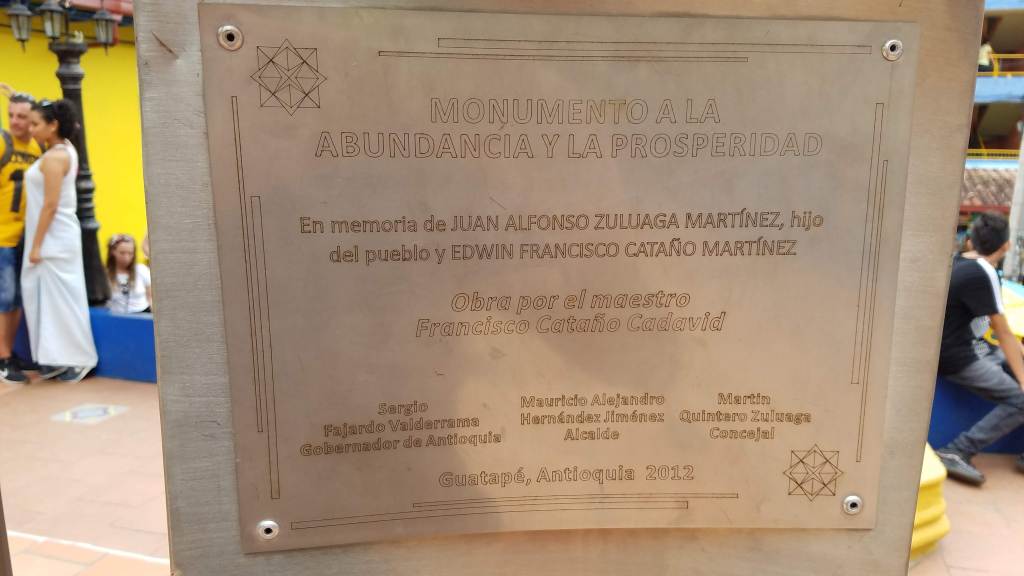 MONUMENTO A LA
ABUNDANCIA Y LA PROSPERIDAD
En memoria de JUAN ALFONSO ZULUAGA MARTÍNEZ, hijo
del pueblo y EDWIN FRANCISCO CATAÑO MARTÍNEZ
Obra por el maestro
Francisco Cataño Cadavid
Sergio
Fajardo Valderrama
Gobernador de Antioquia
Mauricio Alejandro
Hernández Jiménez
Alcalde
Martin
Quintero Zuluaga
Concejal
Guatapé, Antioquia 2012